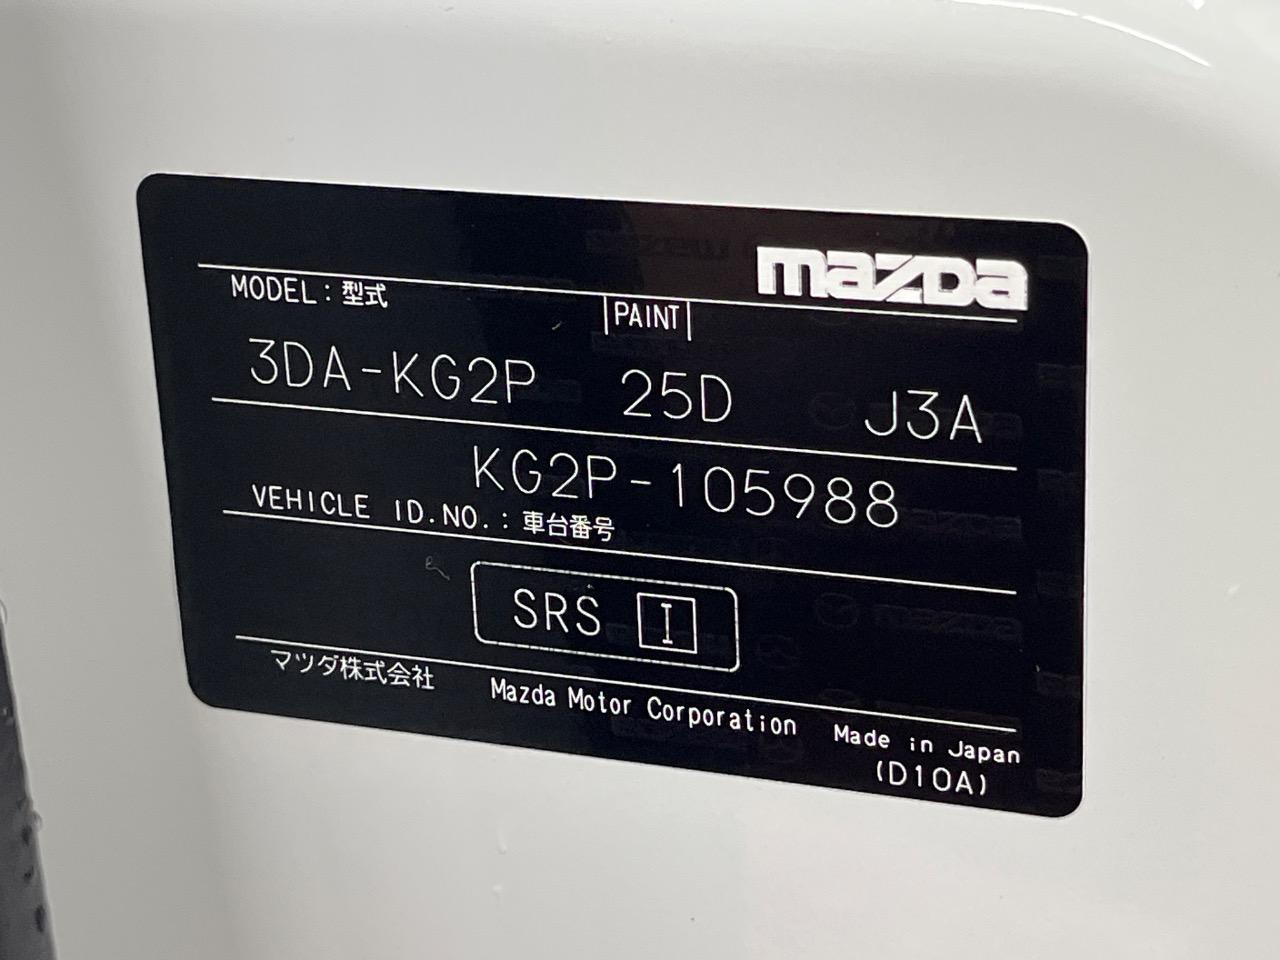 mazda
MODEL：型式
PAINT
3DA-KG2P 25D J3A
KG2P-105988
VEHICLE ID.NO.：車台番号
SRS I
マツダ株式会社 Mazda Motor Corporation Made in Japan
(D10A)